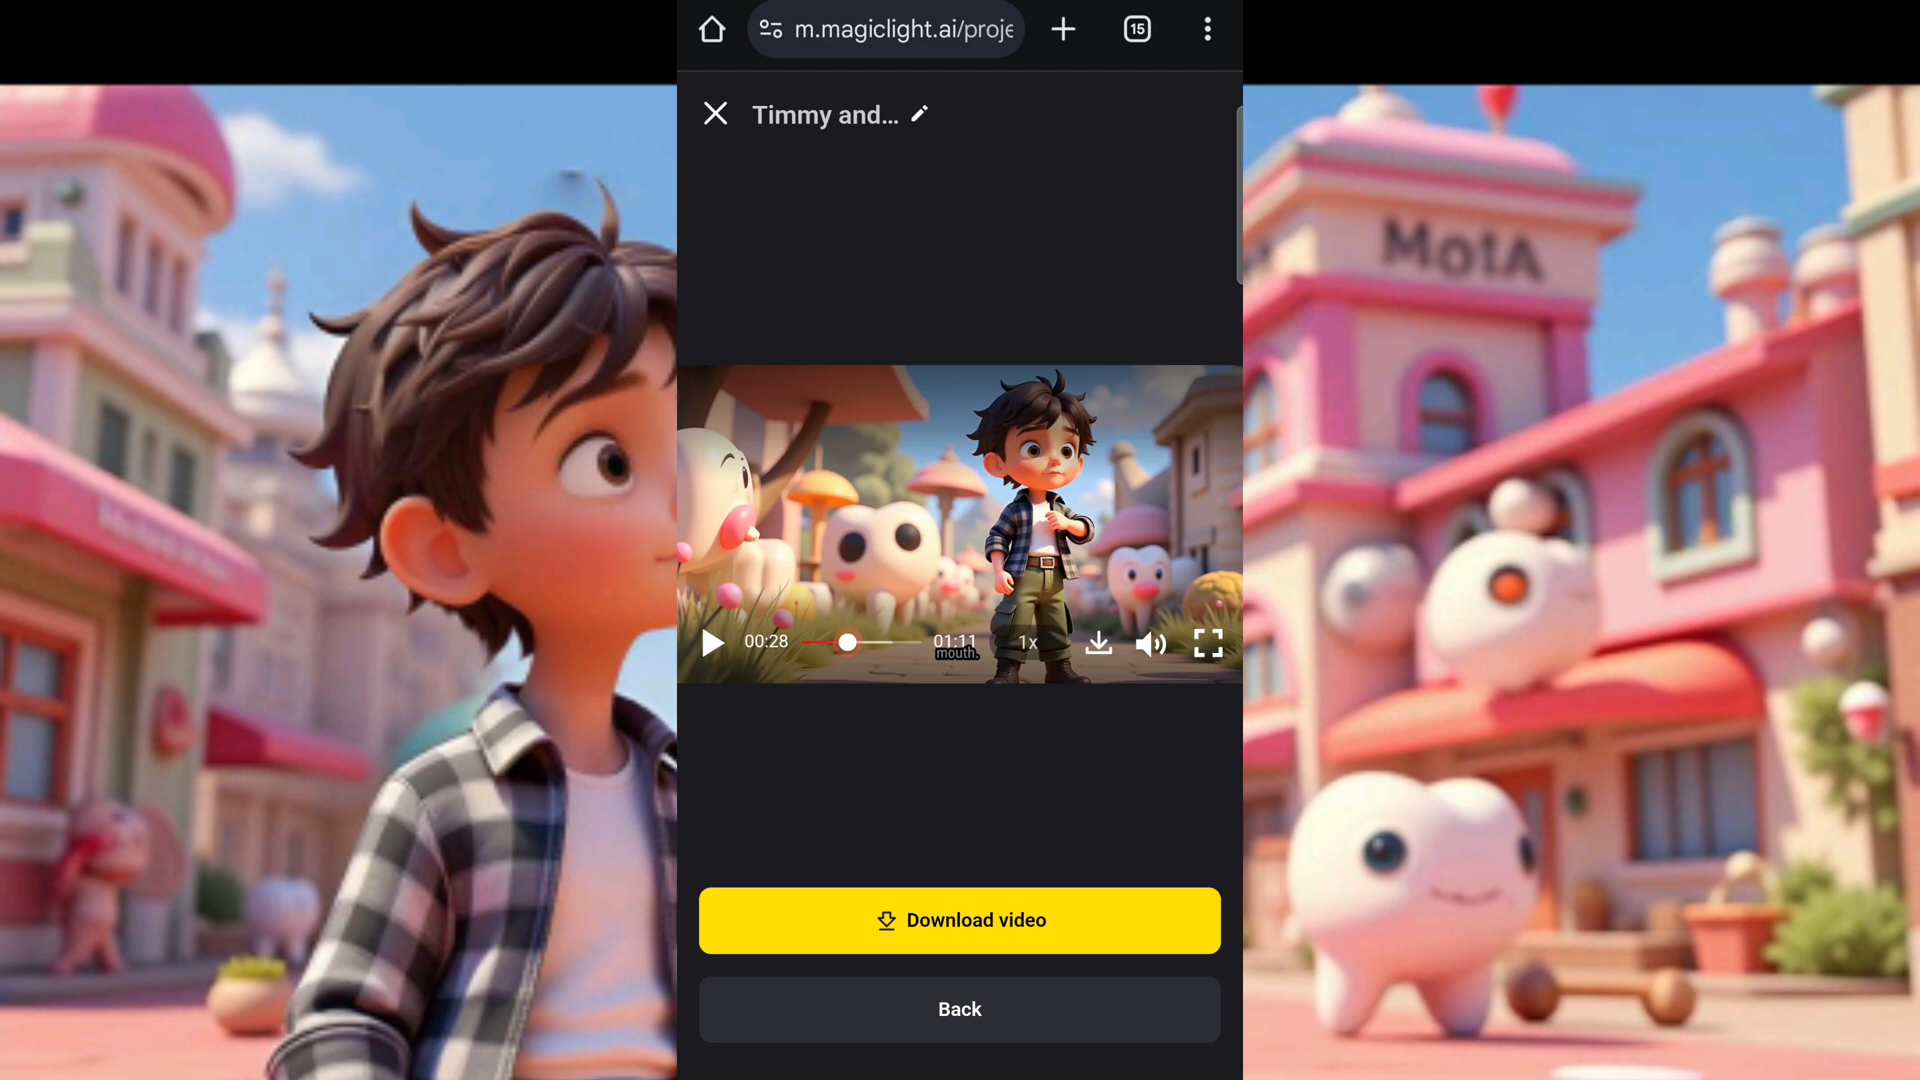 m.magiclight.ai/proje
15
Timmy and...
MotA
00:28
01:11
1x
mouth.
Download video
Back